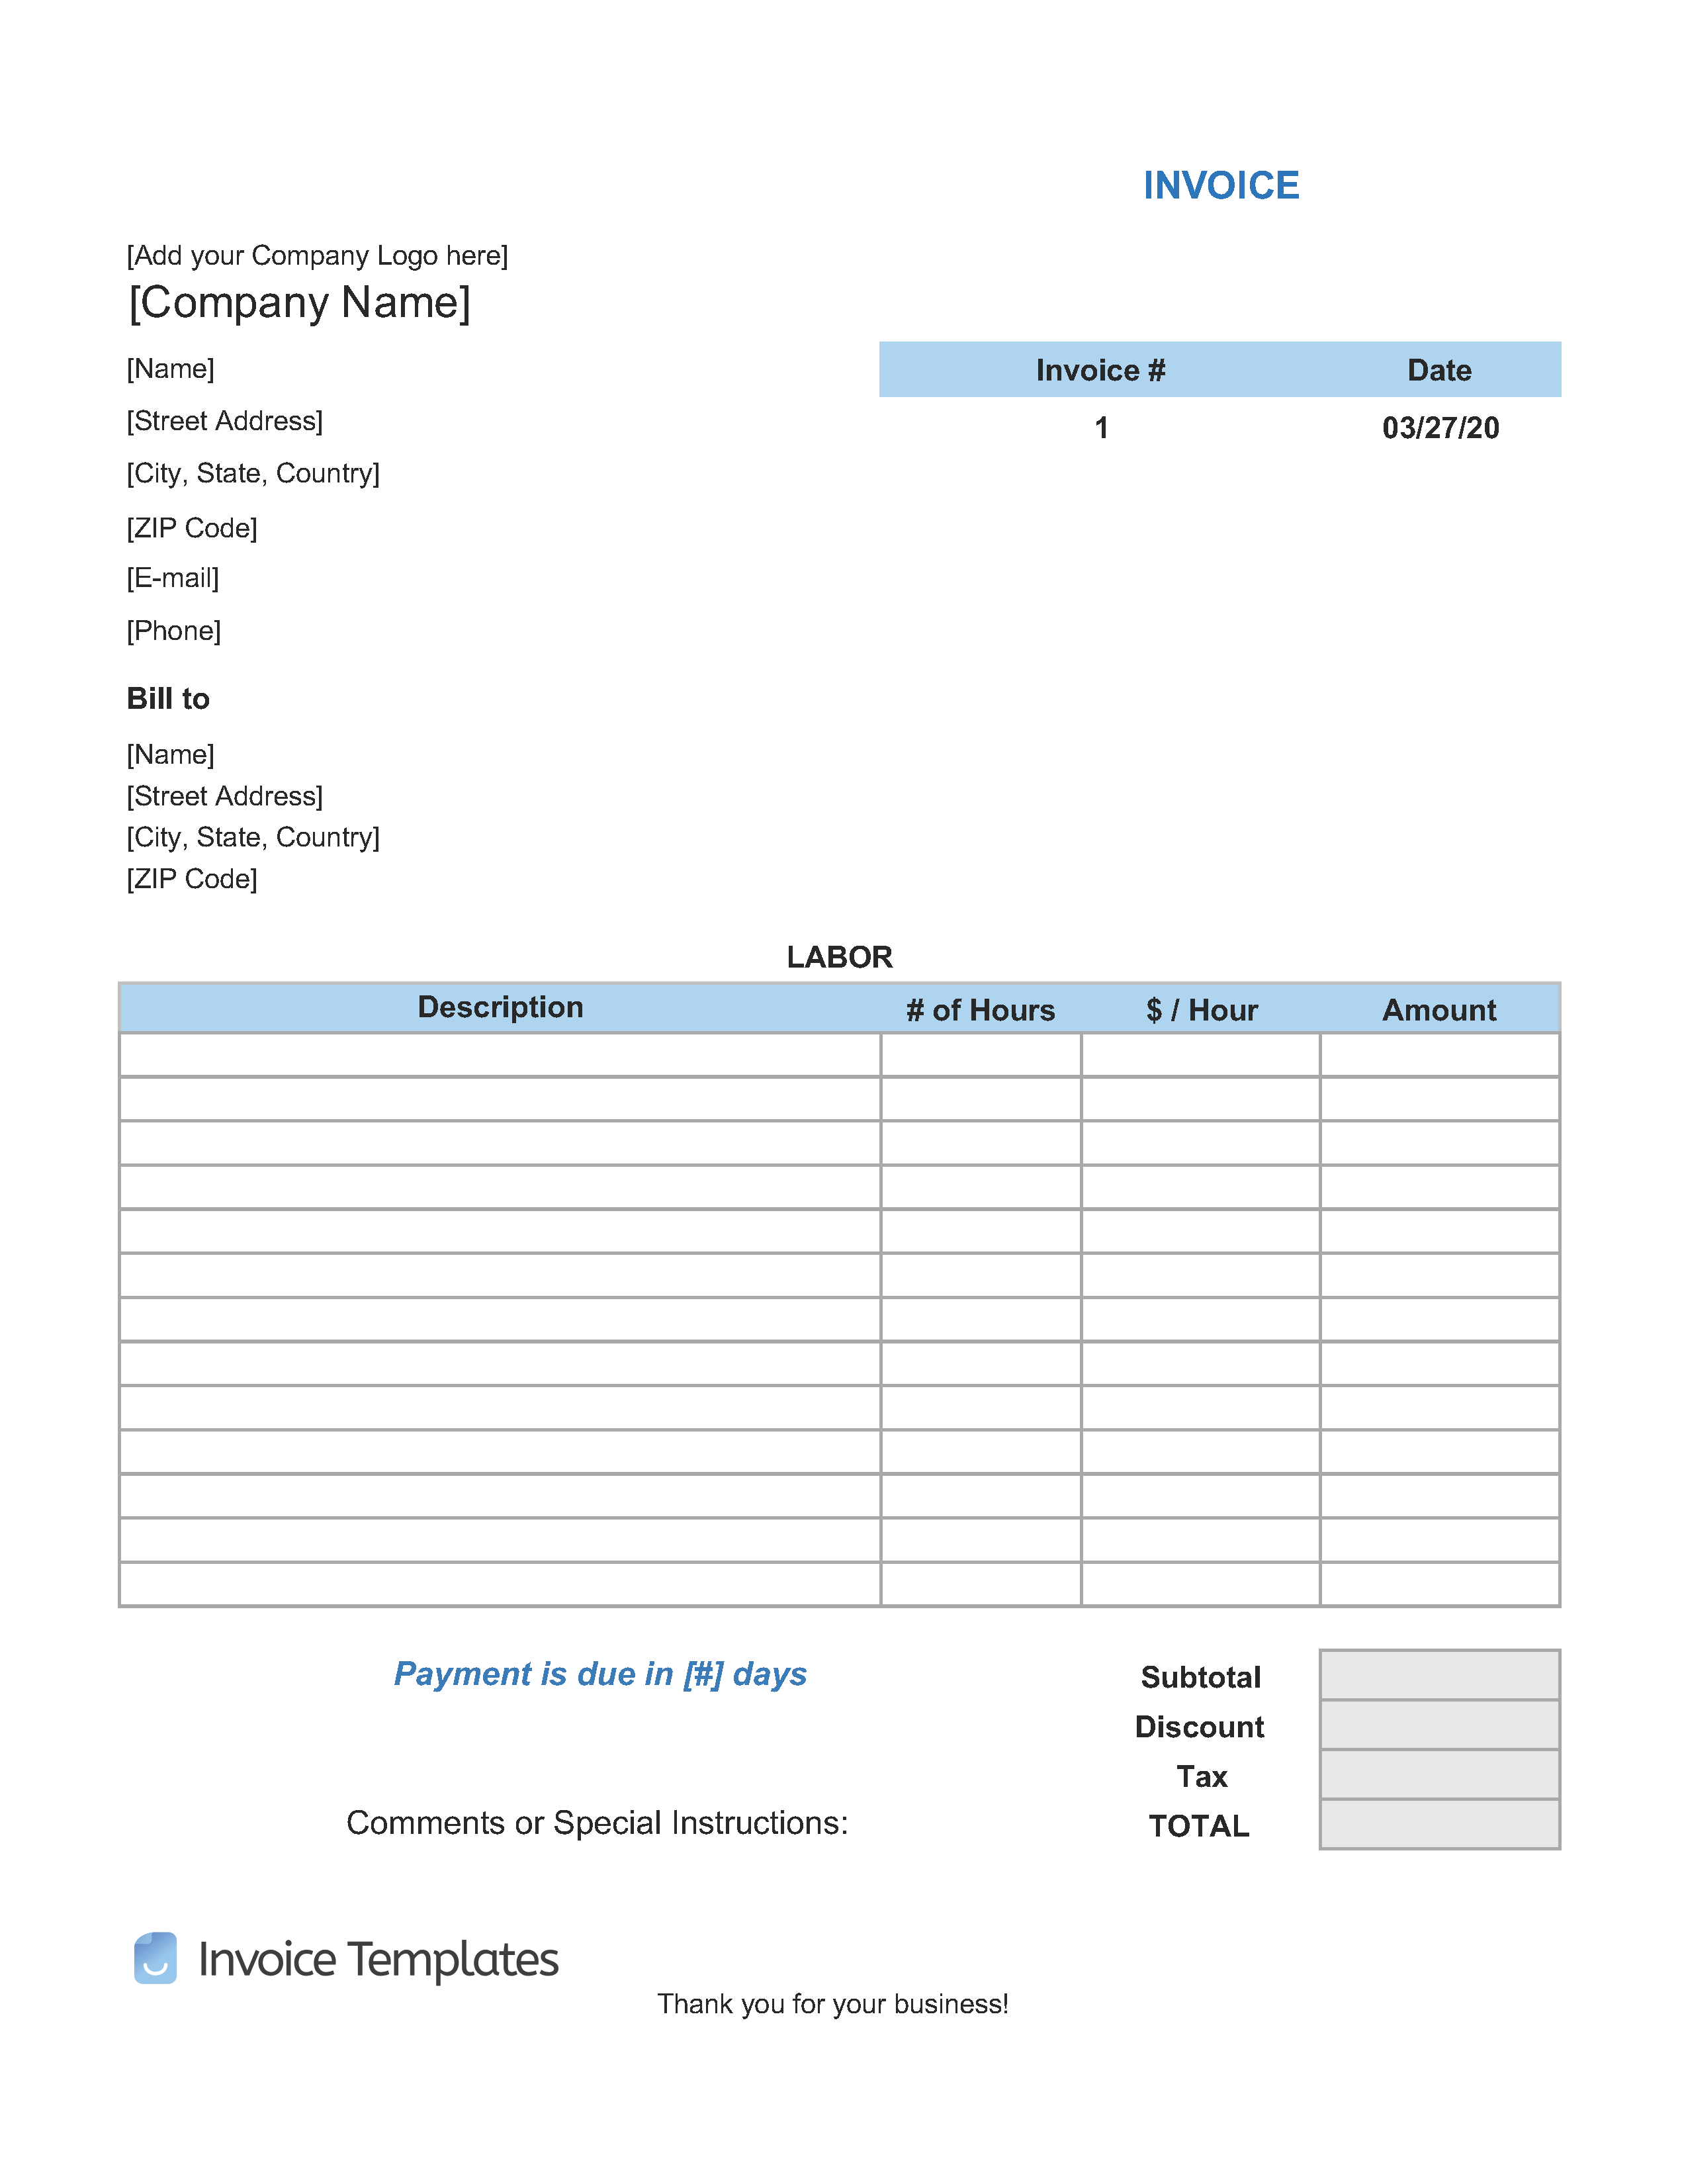 INVOICE
[Add your Company Logo here]
[Company Name]
[Name]
Invoice # Date
[Street Address]
1 03/27/20
[City, State, Country]
[ZIP Code]
[E-mail]
[Phone]
Bill to
[Name]
[Street Address]
[City, State, Country]
[ZIP Code]
LABOR
Description # of Hours $ / Hour Amount
Payment is due in [#] days
Subtotal
Discount
Tax
Comments or Special Instructions:
TOTAL
Invoice Templates
Thank you for your business!